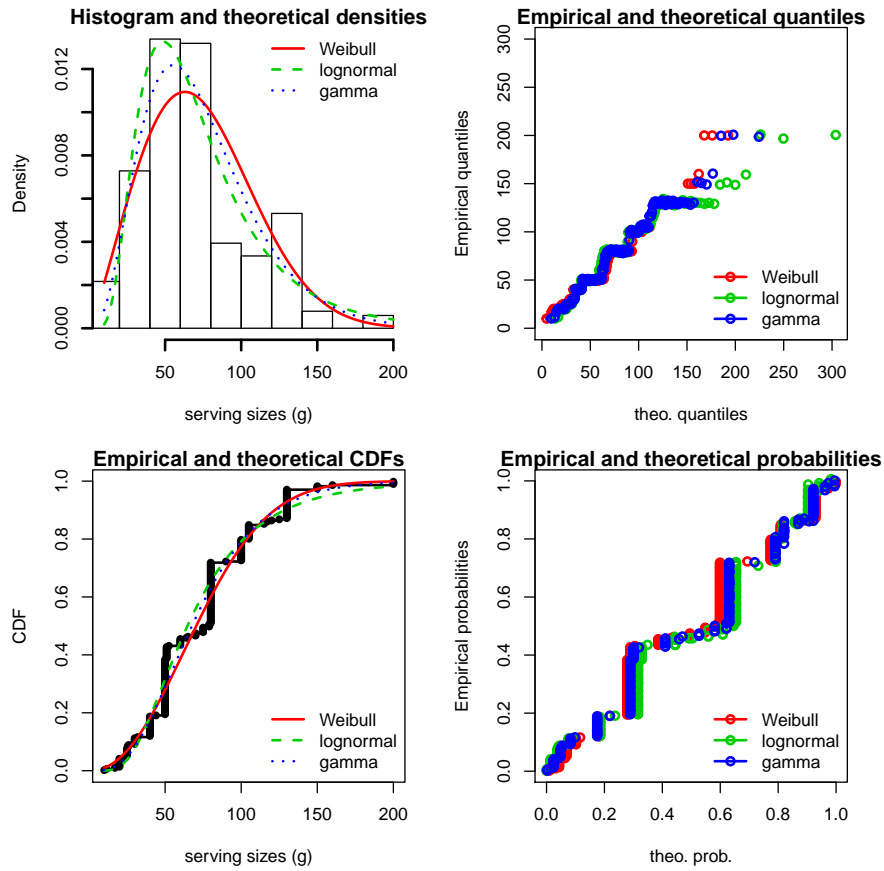 Histogram and theoretical densities
Density
0.000
0.004
0.008
0.012
Weibull
lognormal
gamma
50
100
150
200
serving sizes (g)
Empirical and theoretical quantiles
Empirical quantiles
0
50
100
150
200
250
300
Weibull
lognormal
gamma
0
50
100
150
200
250
300
theo. quantiles
Empirical and theoretical CDFs
CDF
0.0
0.2
0.4
0.6
0.8
1.0
Weibull
lognormal
gamma
50
100
150
200
serving sizes (g)
Empirical and theoretical probabilities
Empirical probabilities
0.0
0.2
0.4
0.6
0.8
1.0
Weibull
lognormal
gamma
0.0
0.2
0.4
0.6
0.8
1.0
theo. prob.